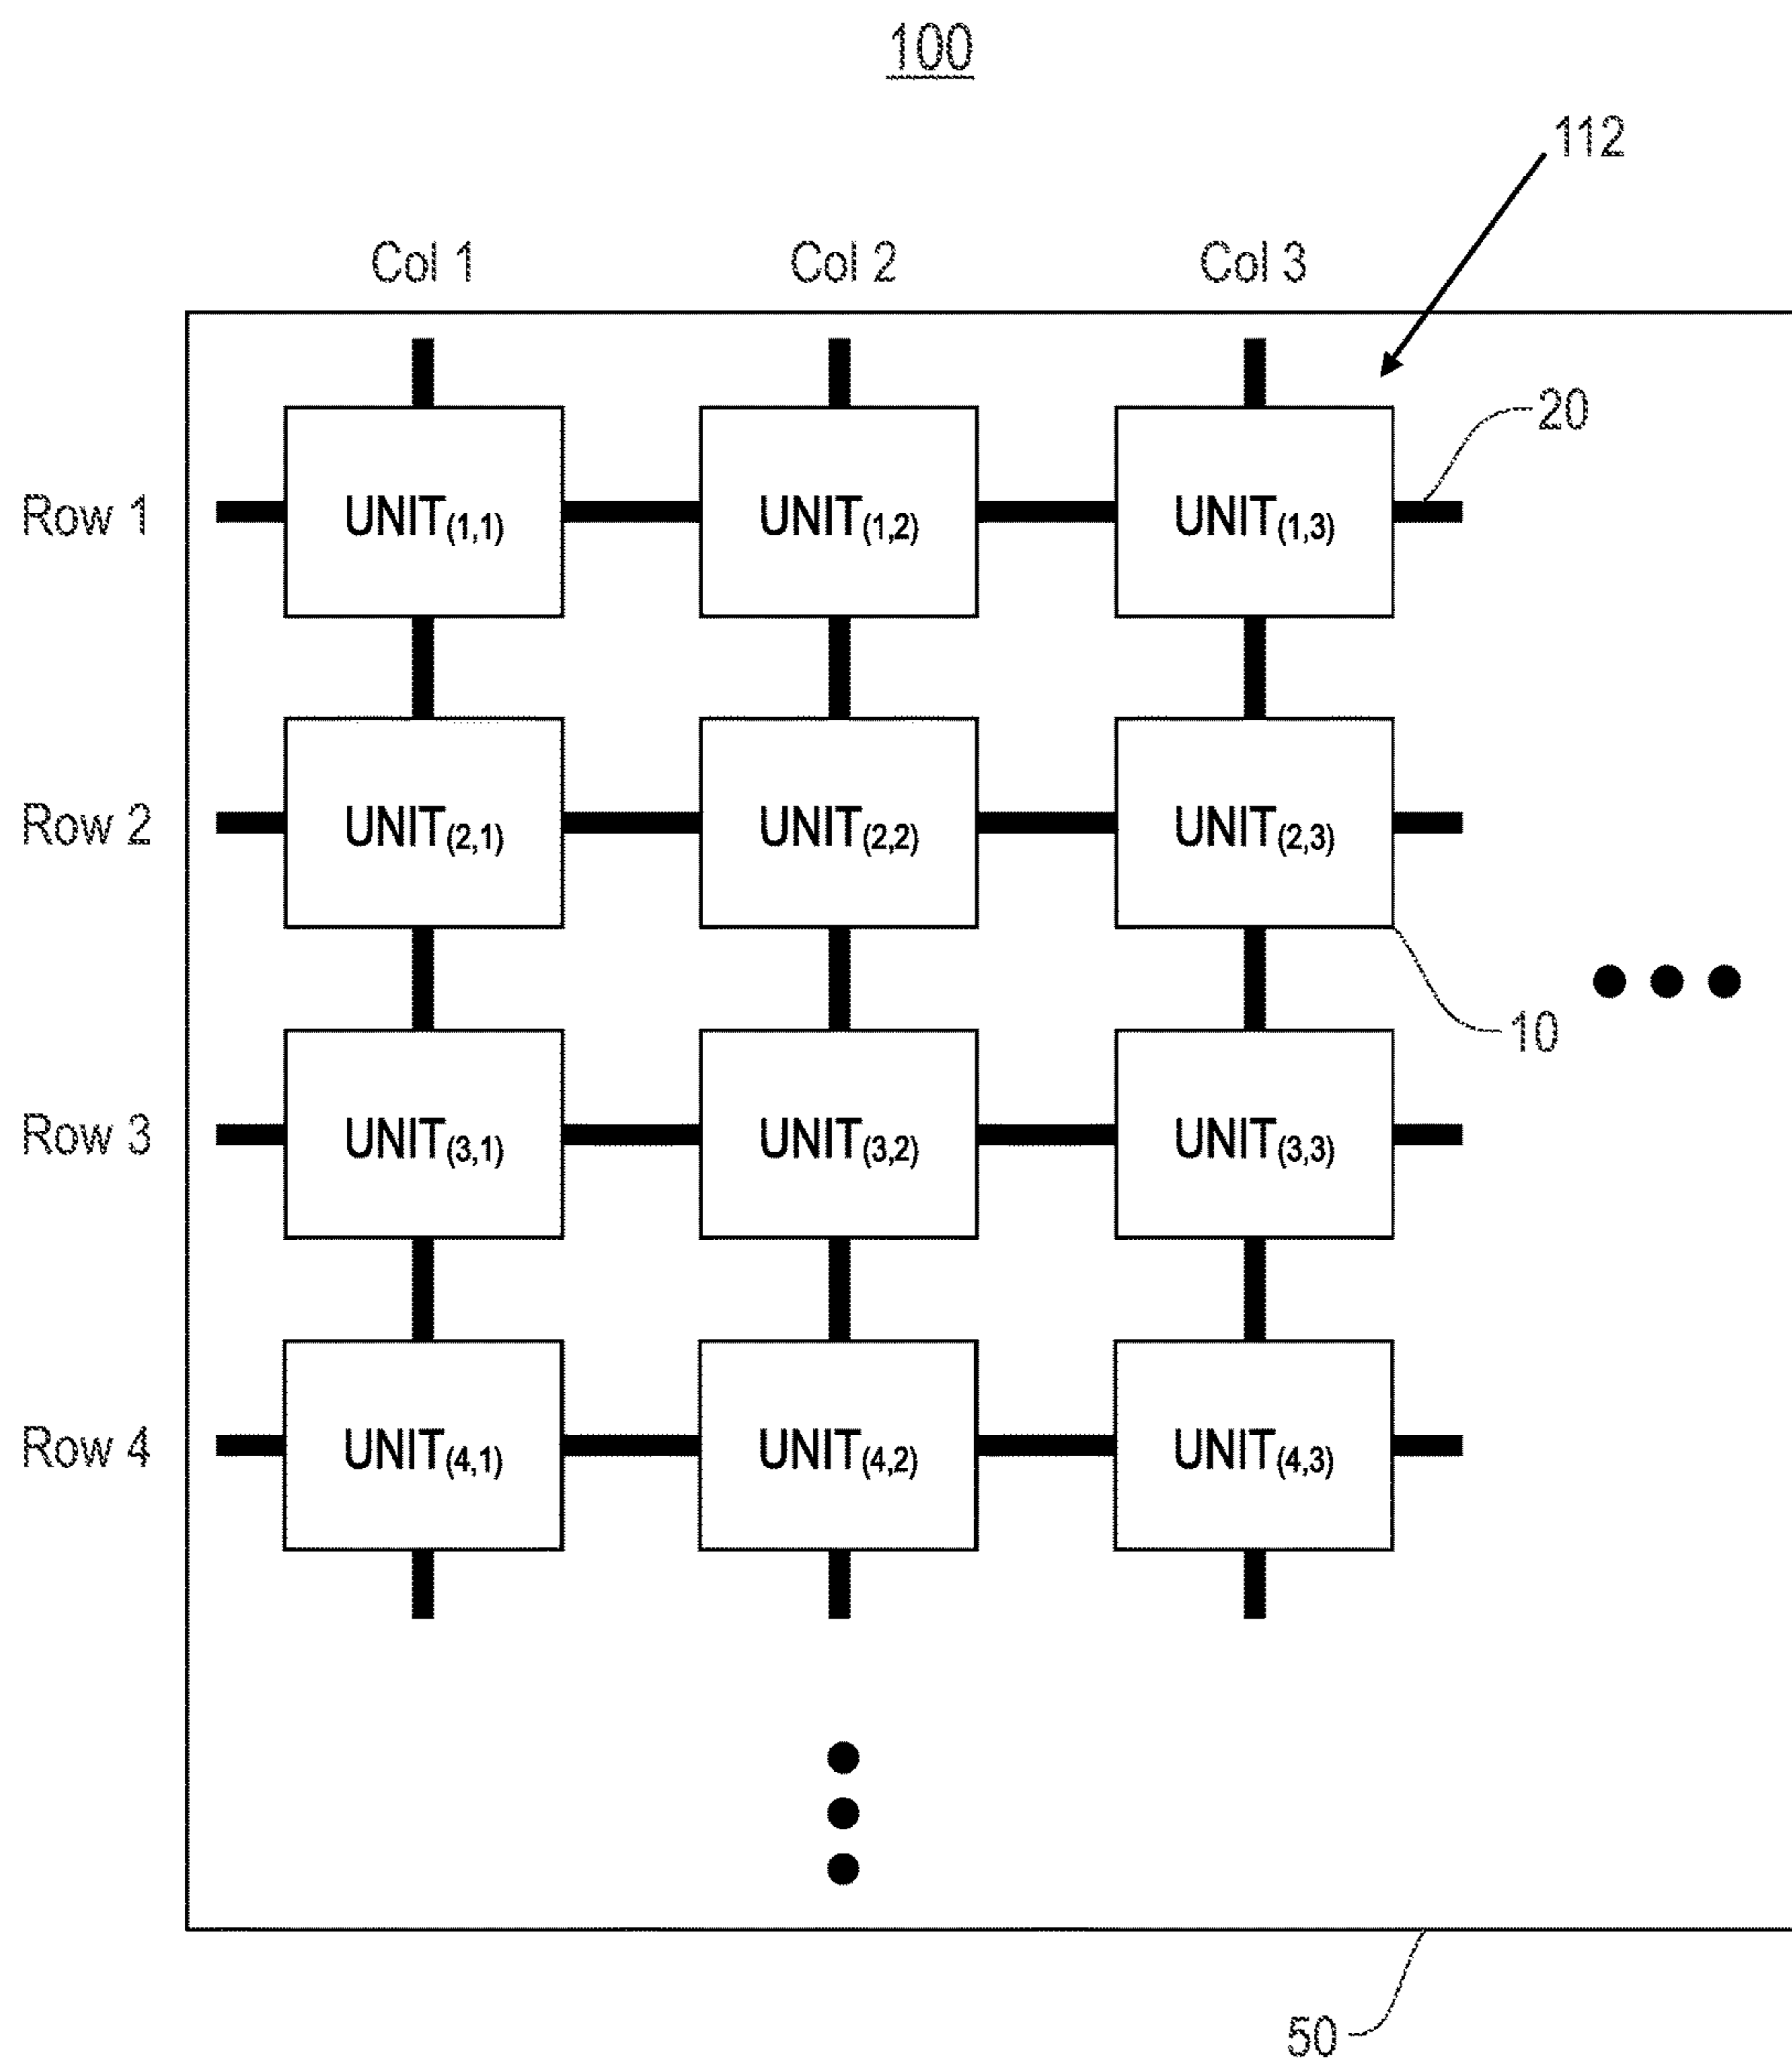 100
112
Col 1 Col 2 Col 3
20
Row 1 UNIT(1,1) UNIT(1,2) UNIT(1,3)
Row 2 UNIT(2,1) UNIT(2,2) UNIT(2,3)
10
Row 3 UNIT(3,1) UNIT(3,2) UNIT(3,3)
Row 4 UNIT(4,1) UNIT(4,2) UNIT(4,3)
50